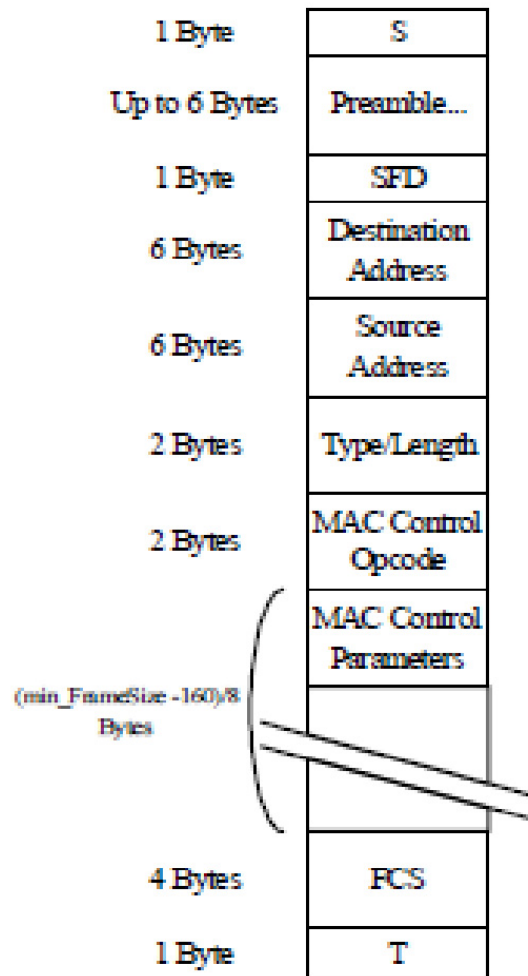 1 Byte S
Up to 6 Bytes Preamble...
1 Byte SFD
6 Bytes Destination
Address
6 Bytes Source
Address
2 Bytes Type/Length
2 Bytes MAC Control
Opcode
MAC Control
Parameters
(min_FrameSize -160)/8
Bytes
4 Bytes FCS
1 Byte T